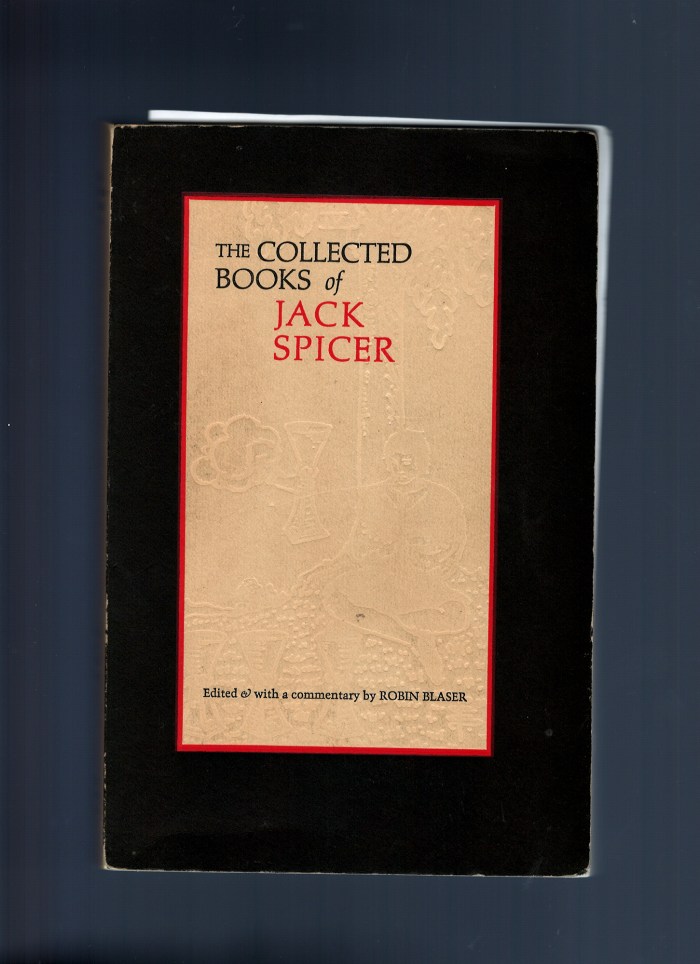 THE COLLECTED
BOOKS of
JACK
SPICER
Edited & with a commentary by ROBIN BLASER